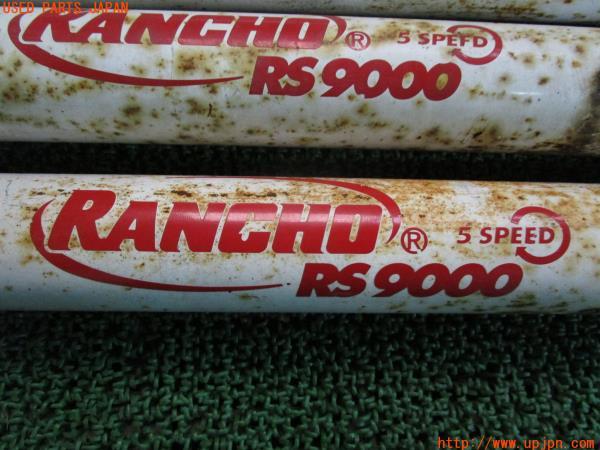 USED PARTS JAPAN
RANCHO® 5 SPEED
RS9000
RANCHO® 5 SPEED
RS9000
http://www.upjpn.com